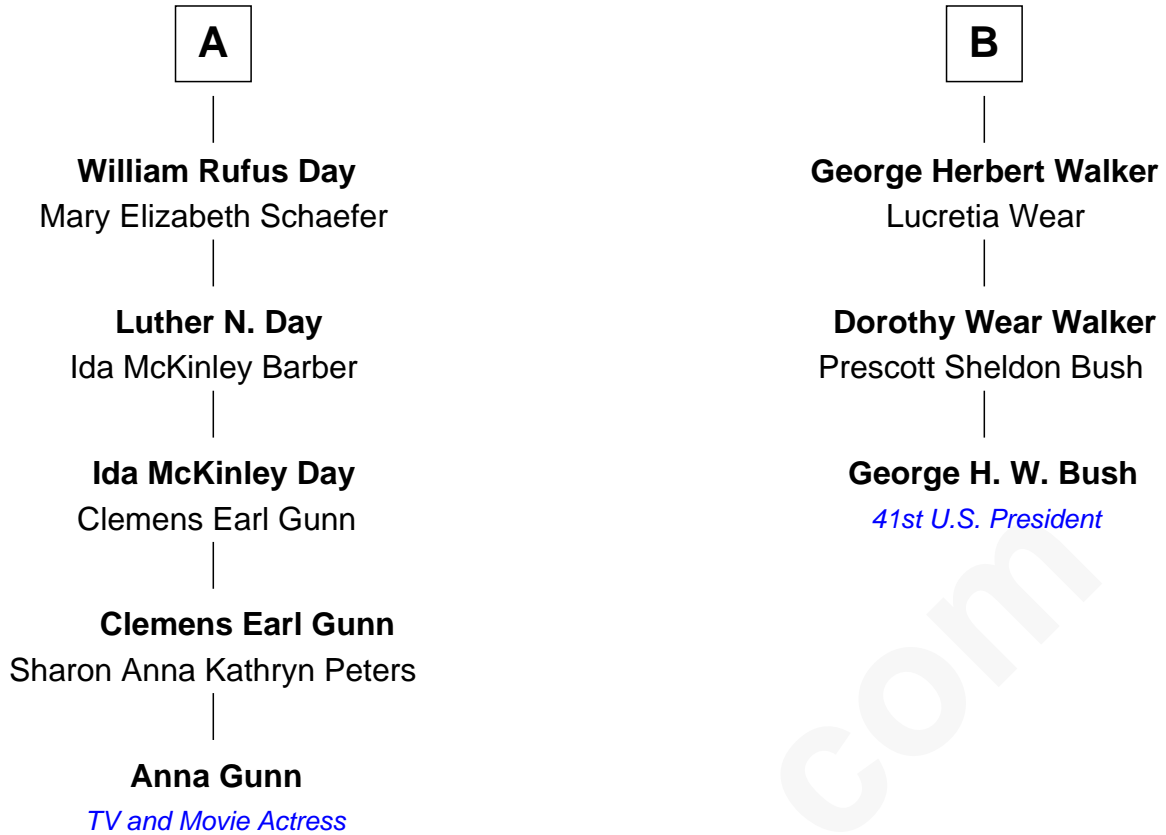 A
William Rufus Day
Mary Elizabeth Schaefer
Luther N. Day
Ida McKinley Barber
Ida McKinley Day
Clemens Earl Gunn
Clemens Earl Gunn
Sharon Anna Kathryn Peters
Anna Gunn
TV and Movie Actress
B
George Herbert Walker
Lucretia Wear
Dorothy Wear Walker
Prescott Sheldon Bush
George H. W. Bush
41st U.S. President
com